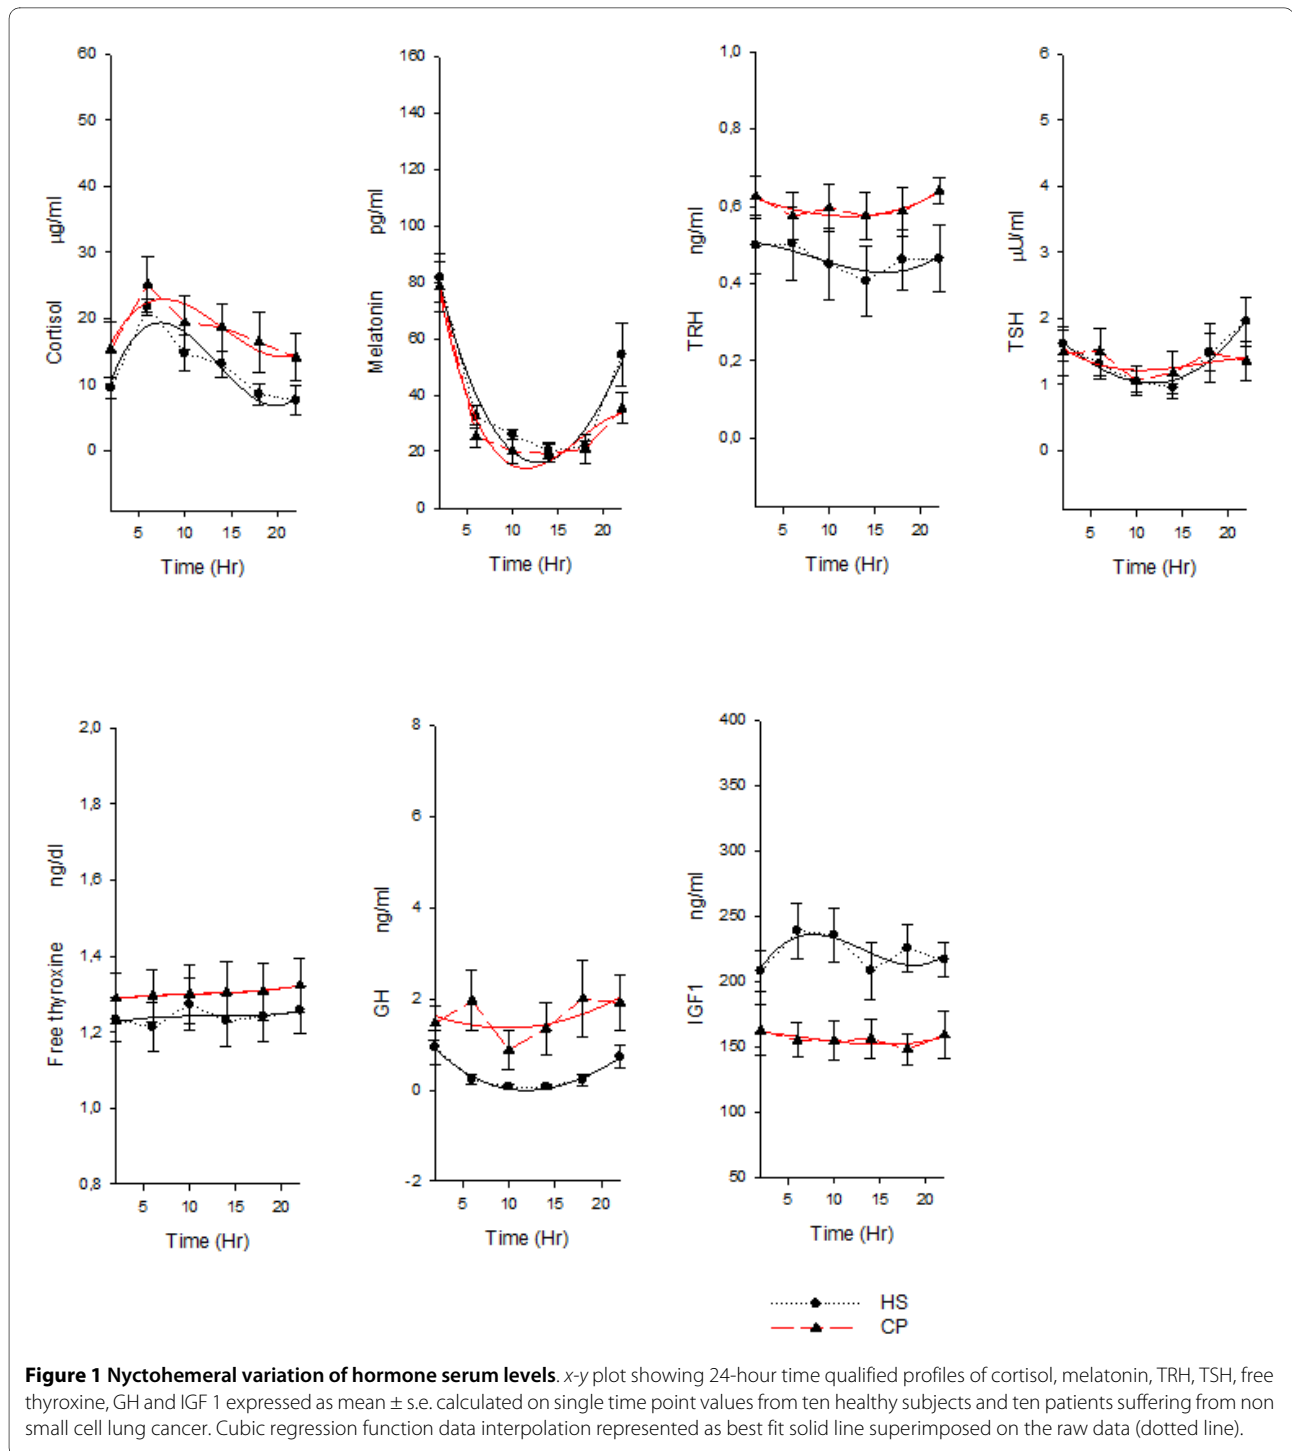 60
50
40
30
20
10
0
Cortisol µg/ml
5 10 15 20
Time (Hr)
160
140
120
100
80
60
40
20
0
Melatonin pg/ml
5 10 15 20
Time (Hr)
1,0
0,8
0,6
0,4
0,2
0,0
TRH ng/ml
5 10 15 20
Time (Hr)
6
5
4
3
2
1
0
TSH µU/ml
5 10 15 20
Time (Hr)
2,0
1,8
1,6
1,4
1,2
1,0
0,8
Free thyroxine ng/dl
5 10 15 20
Time (Hr)
8
6
4
2
0
-2
GH ng/ml
5 10 15 20
Time (Hr)
400
350
300
250
200
150
100
50
IGF1 ng/ml
5 10 15 20
Time (Hr)
HS
CP
Figure 1 Nyctohemeral variation of hormone serum levels. x-y plot showing 24-hour time qualified profiles of cortisol, melatonin, TRH, TSH, free
thyroxine, GH and IGF 1 expressed as mean ± s.e. calculated on single time point values from ten healthy subjects and ten patients suffering from non
small cell lung cancer. Cubic regression function data interpolation represented as best fit solid line superimposed on the raw data (dotted line).